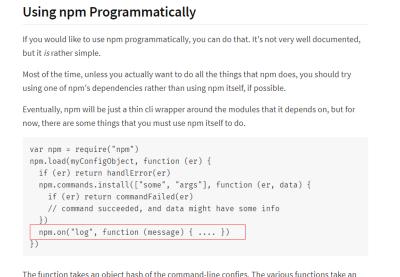 Using npm Programmatically
If you would like to use npm programmatically, you can do that. It's not very well documented,
but it is rather simple.
Most of the time, unless you actually want to do all the things that npm does, you should try
using one of npm's dependencies rather than using npm itself, if possible.
Eventually, npm will be just a thin cli wrapper around the modules that it depends on, but for
now, there are some things that you must use npm itself to do.
var npm = require("npm")
npm.load(myConfigObject, function (er) {
if (er) return handlError(er)
npm.commands.install(["some", "args"], function (er, data) {
if (er) return commandFailed(er)
// command succeeded, and data might have some info
})
npm.on("log", function (message) { .... })
})
The function takes an object hash of the command-line configs. The various functions take an